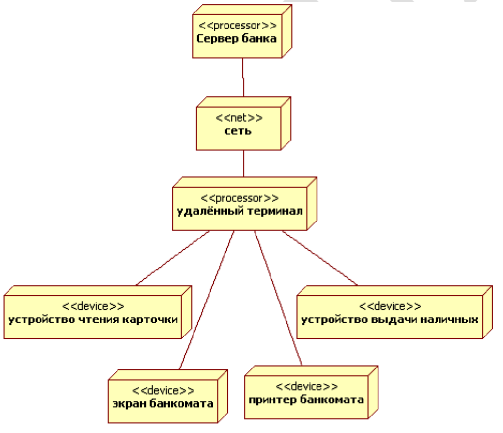 <<processor>>
Сервер банка
<<net>>
сеть
<<processor>>
удалённый терминал
<<device>>
устройство чтения карточки
<<device>>
устройство выдачи наличных
<<device>>
экран банкомата
<<device>>
принтер банкомата